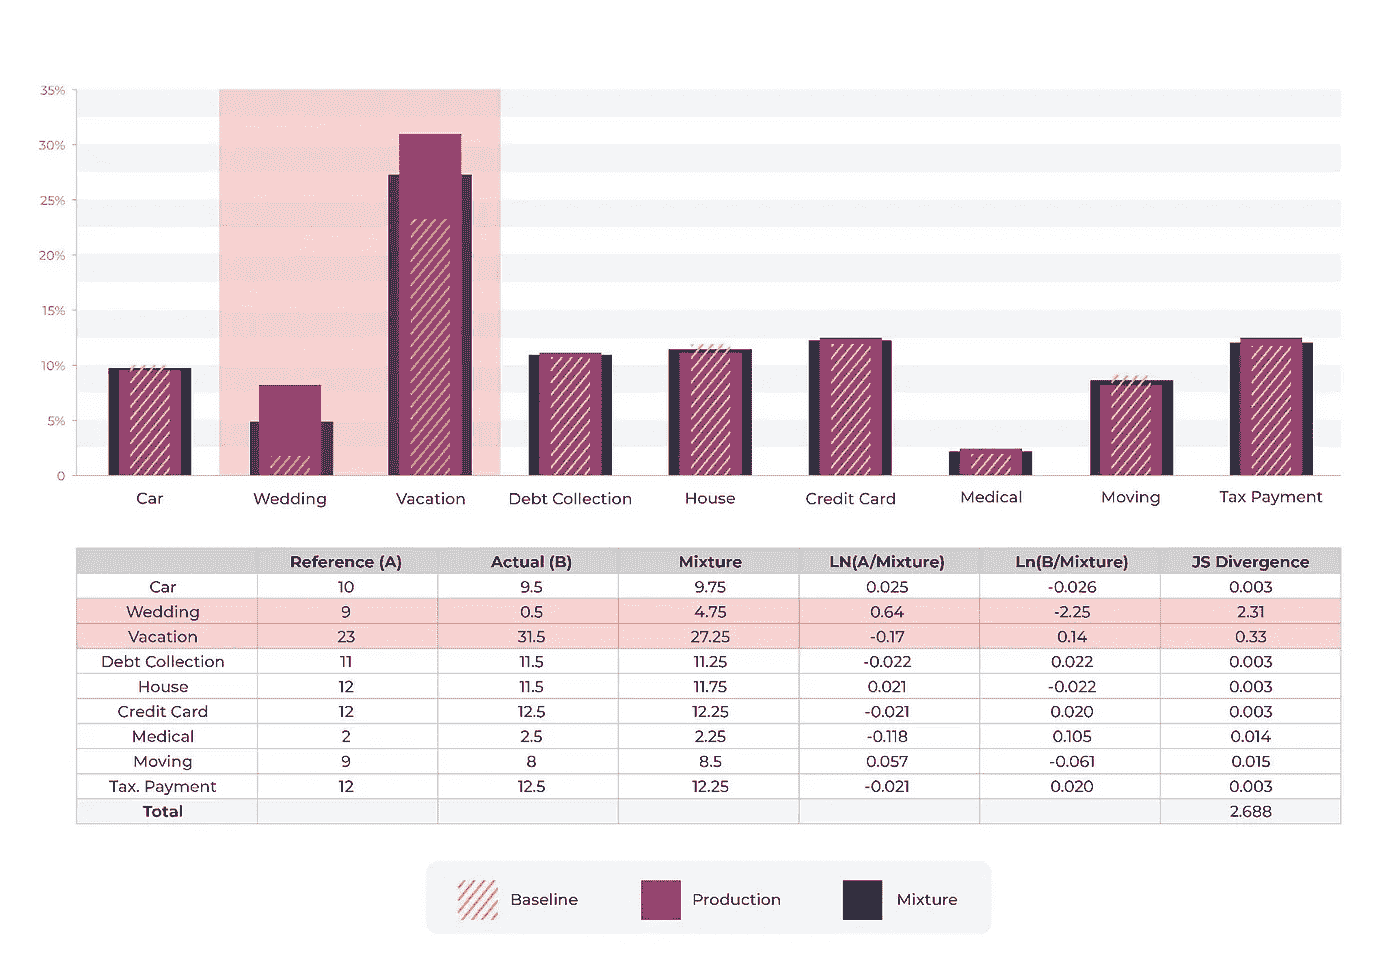 35%
30%
25%
20%
15%
10%
5%
0
Car Wedding Vacation Debt Collection House Credit Card Medical Moving Tax Payment
Reference (A) Actual (B) Mixture LN(A/Mixture) Ln(B/Mixture) JS Divergence
Car 10 9.5 9.75 0.025 -0.026 0.003
Wedding 9 0.5 4.75 0.64 -2.25 2.31
Vacation 23 31.5 27.25 -0.17 0.14 0.33
Debt Collection 11 11.5 11.25 -0.022 0.022 0.003
House 12 11.5 11.75 0.021 -0.022 0.003
Credit Card 12 12.5 12.25 -0.021 0.020 0.003
Medical 2 2.5 2.25 -0.118 0.105 0.014
Moving 9 8 8.5 0.057 -0.061 0.015
Tax. Payment 12 12.5 12.25 -0.021 0.020 0.003
Total 2.688
Baseline Production Mixture